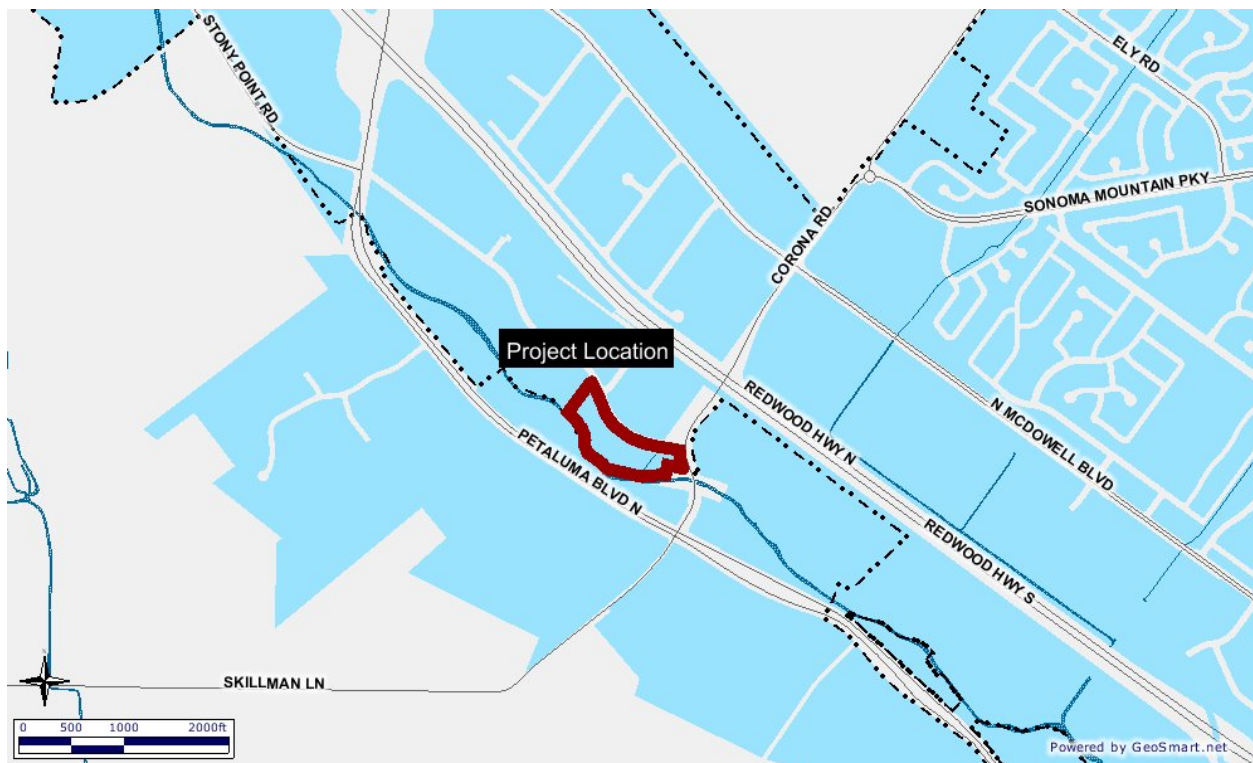 STONY POINT RD
ELY RD
SONOMA MOUNTAIN PKY
CORONA RD
Project Location
REDWOOD HWY N
N MCDOWELL BLVD
PETALUMA BLVD N
REDWOOD HWY S
SKILLMAN LN
0 500 1000 2000ft
Powered by GeoSmart.net